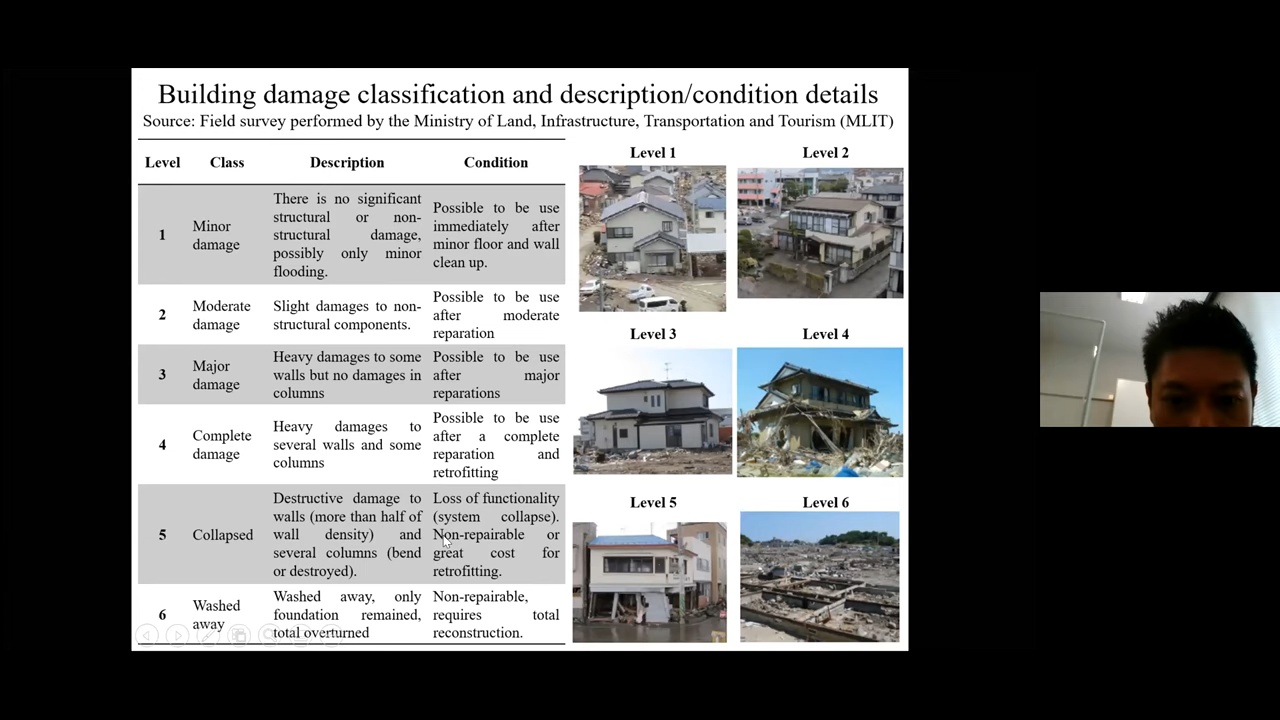 Building damage classification and description/condition details
Source: Field survey performed by the Ministry of Land, Infrastructure, Transportation and Tourism (MLIT)
Level Class Description Condition
1
Minor
damage
There is no significant
structural or non-
structural damage,
possibly only minor
flooding.
Possible to be use
immediately after
minor floor and wall
clean up.
2
Moderate
damage
Slight damages to non-
structural components.
Possible to be use
after moderate
reparation
3
Major
damage
Heavy damages to some
walls but no damages in
columns
Possible to be use
after major
reparations
4
Complete
damage
Heavy damages to
several walls and some
columns
Possible to be use
after a complete
reparation and
retrofitting
5
Collapsed
Destructive damage to
walls (more than half of
wall density) and
several columns (bend
or destroyed).
Loss of functionality
(system collapse).
Non-repairable or
great cost for
retrofitting.
6
Washed
away
Washed away, only
foundation remained,
total overturned
Non-repairable,
requires total
reconstruction.
Level 1
Level 2
Level 3
Level 4
Level 5
Level 6